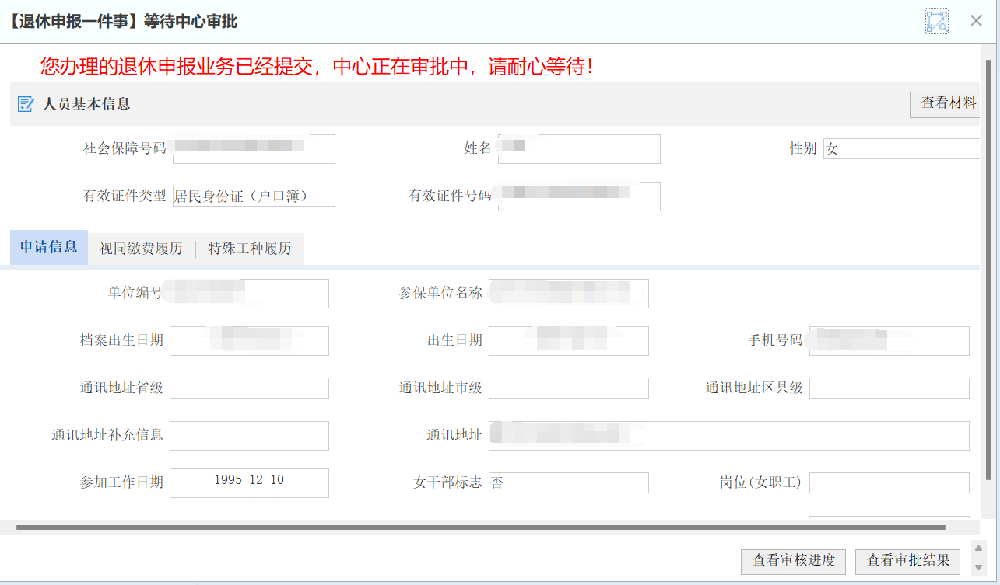 【退休申报一件事】等待中心审批
您办理的退休申报业务已经提交，中心正在审批中，请耐心等待！
人员基本信息 查看材料
社会保障号码 姓名 性别 女
有效证件类型 居民身份证（户口簿） 有效证件号码
申请信息 视同缴费履历 特殊工种履历
单位编号 参保单位名称
档案出生日期 出生日期 手机号码
通讯地址省级 通讯地址市级 通讯地址区县级
通讯地址补充信息 通讯地址
参加工作日期 1995-12-10 女干部标志 否 岗位(女职工)
查看审核进度 查看审批结果